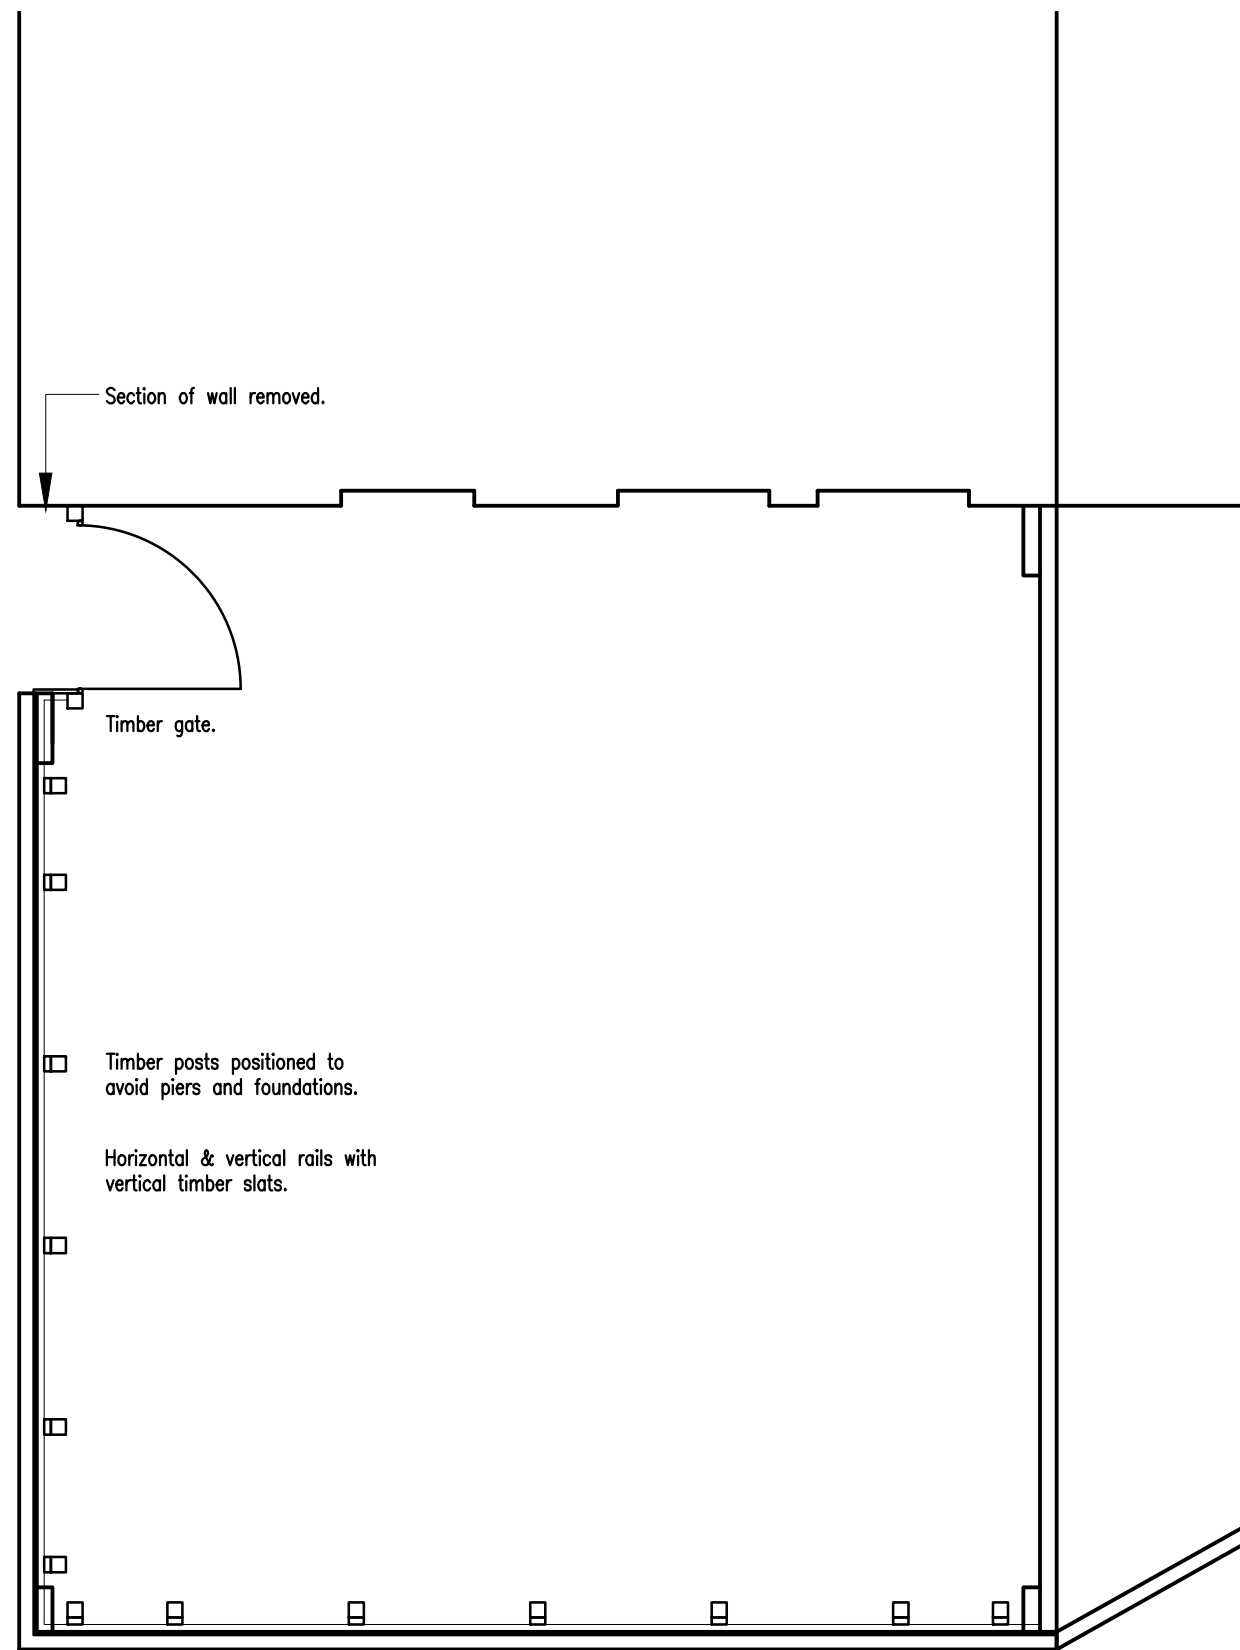 Section of wall removed.
Timber gate.
Timber posts positioned to
avoid piers and foundations.
Horizontal & vertical rails with
vertical timber slats.